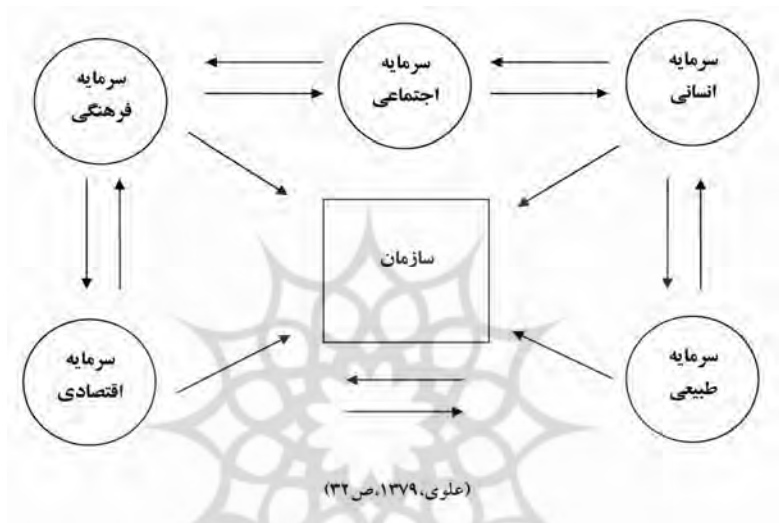 سرمایه
انسانی
سرمایه
اجتماعی
سرمایه
فرهنگی
سازمان
سرمایه
طبیعی
سرمایه
اقتصادی
(علوی،۱۳۷۹،ص۳۲)